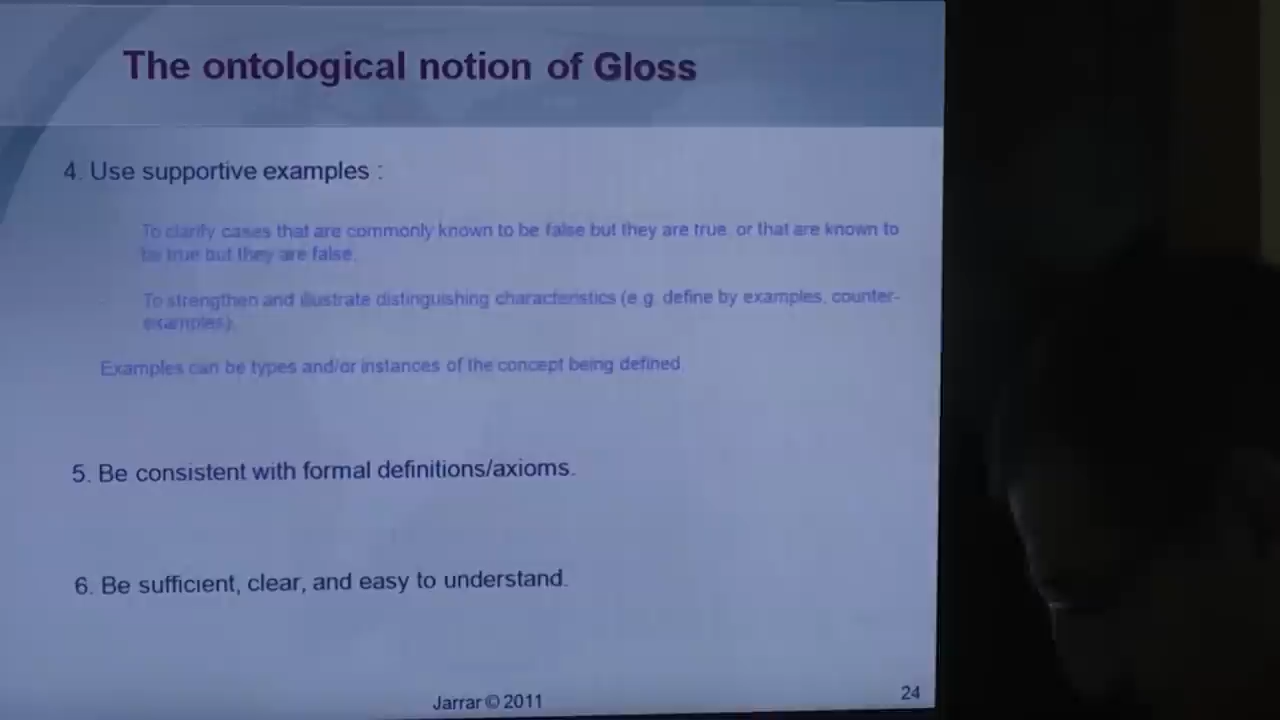 The ontological notion of Gloss
4. Use supportive examples :
To clarify cases that are commonly known to be false but they are true, or that are known to
be true but they are false.
To strengthen and illustrate distinguishing characteristics (e.g. define by examples, counter-
examples).
Examples can be types and/or instances of the concept being defined.
5. Be consistent with formal definitions/axioms.
6. Be sufficient, clear, and easy to understand.
Jarrar © 2011
24